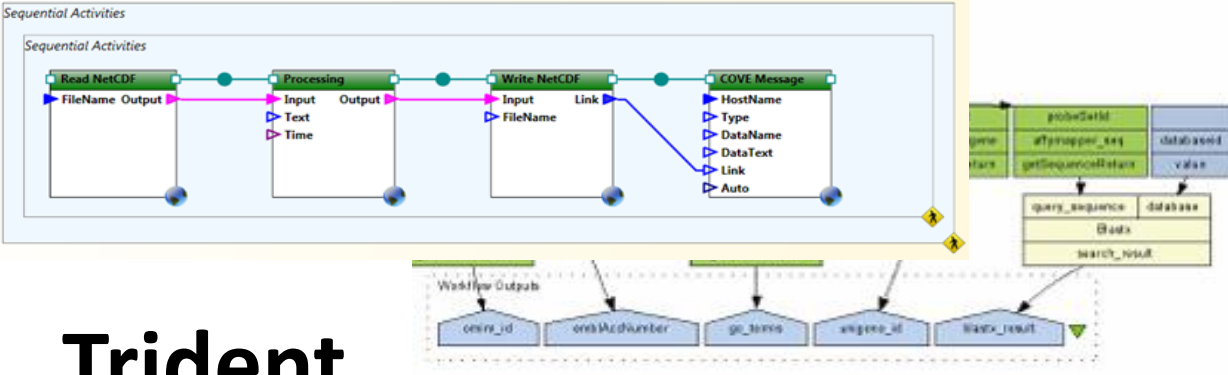 Sequential Activities
Sequential Activities
Read NetCDF
FileName Output
Processing
Input Output
Text
Time
Write NetCDF
Input Link
FileName
COVE Message
HostName
Type
DataName
DataText
Link
Auto
probeSetId
affymapper_seq
getSequenceReturn
databaseid
value
query_sequence database
Blastx
search_result
Workflow Outputs
omim_id
emblAccNumber
go_terms
unigene_id
blastx_result
Trident